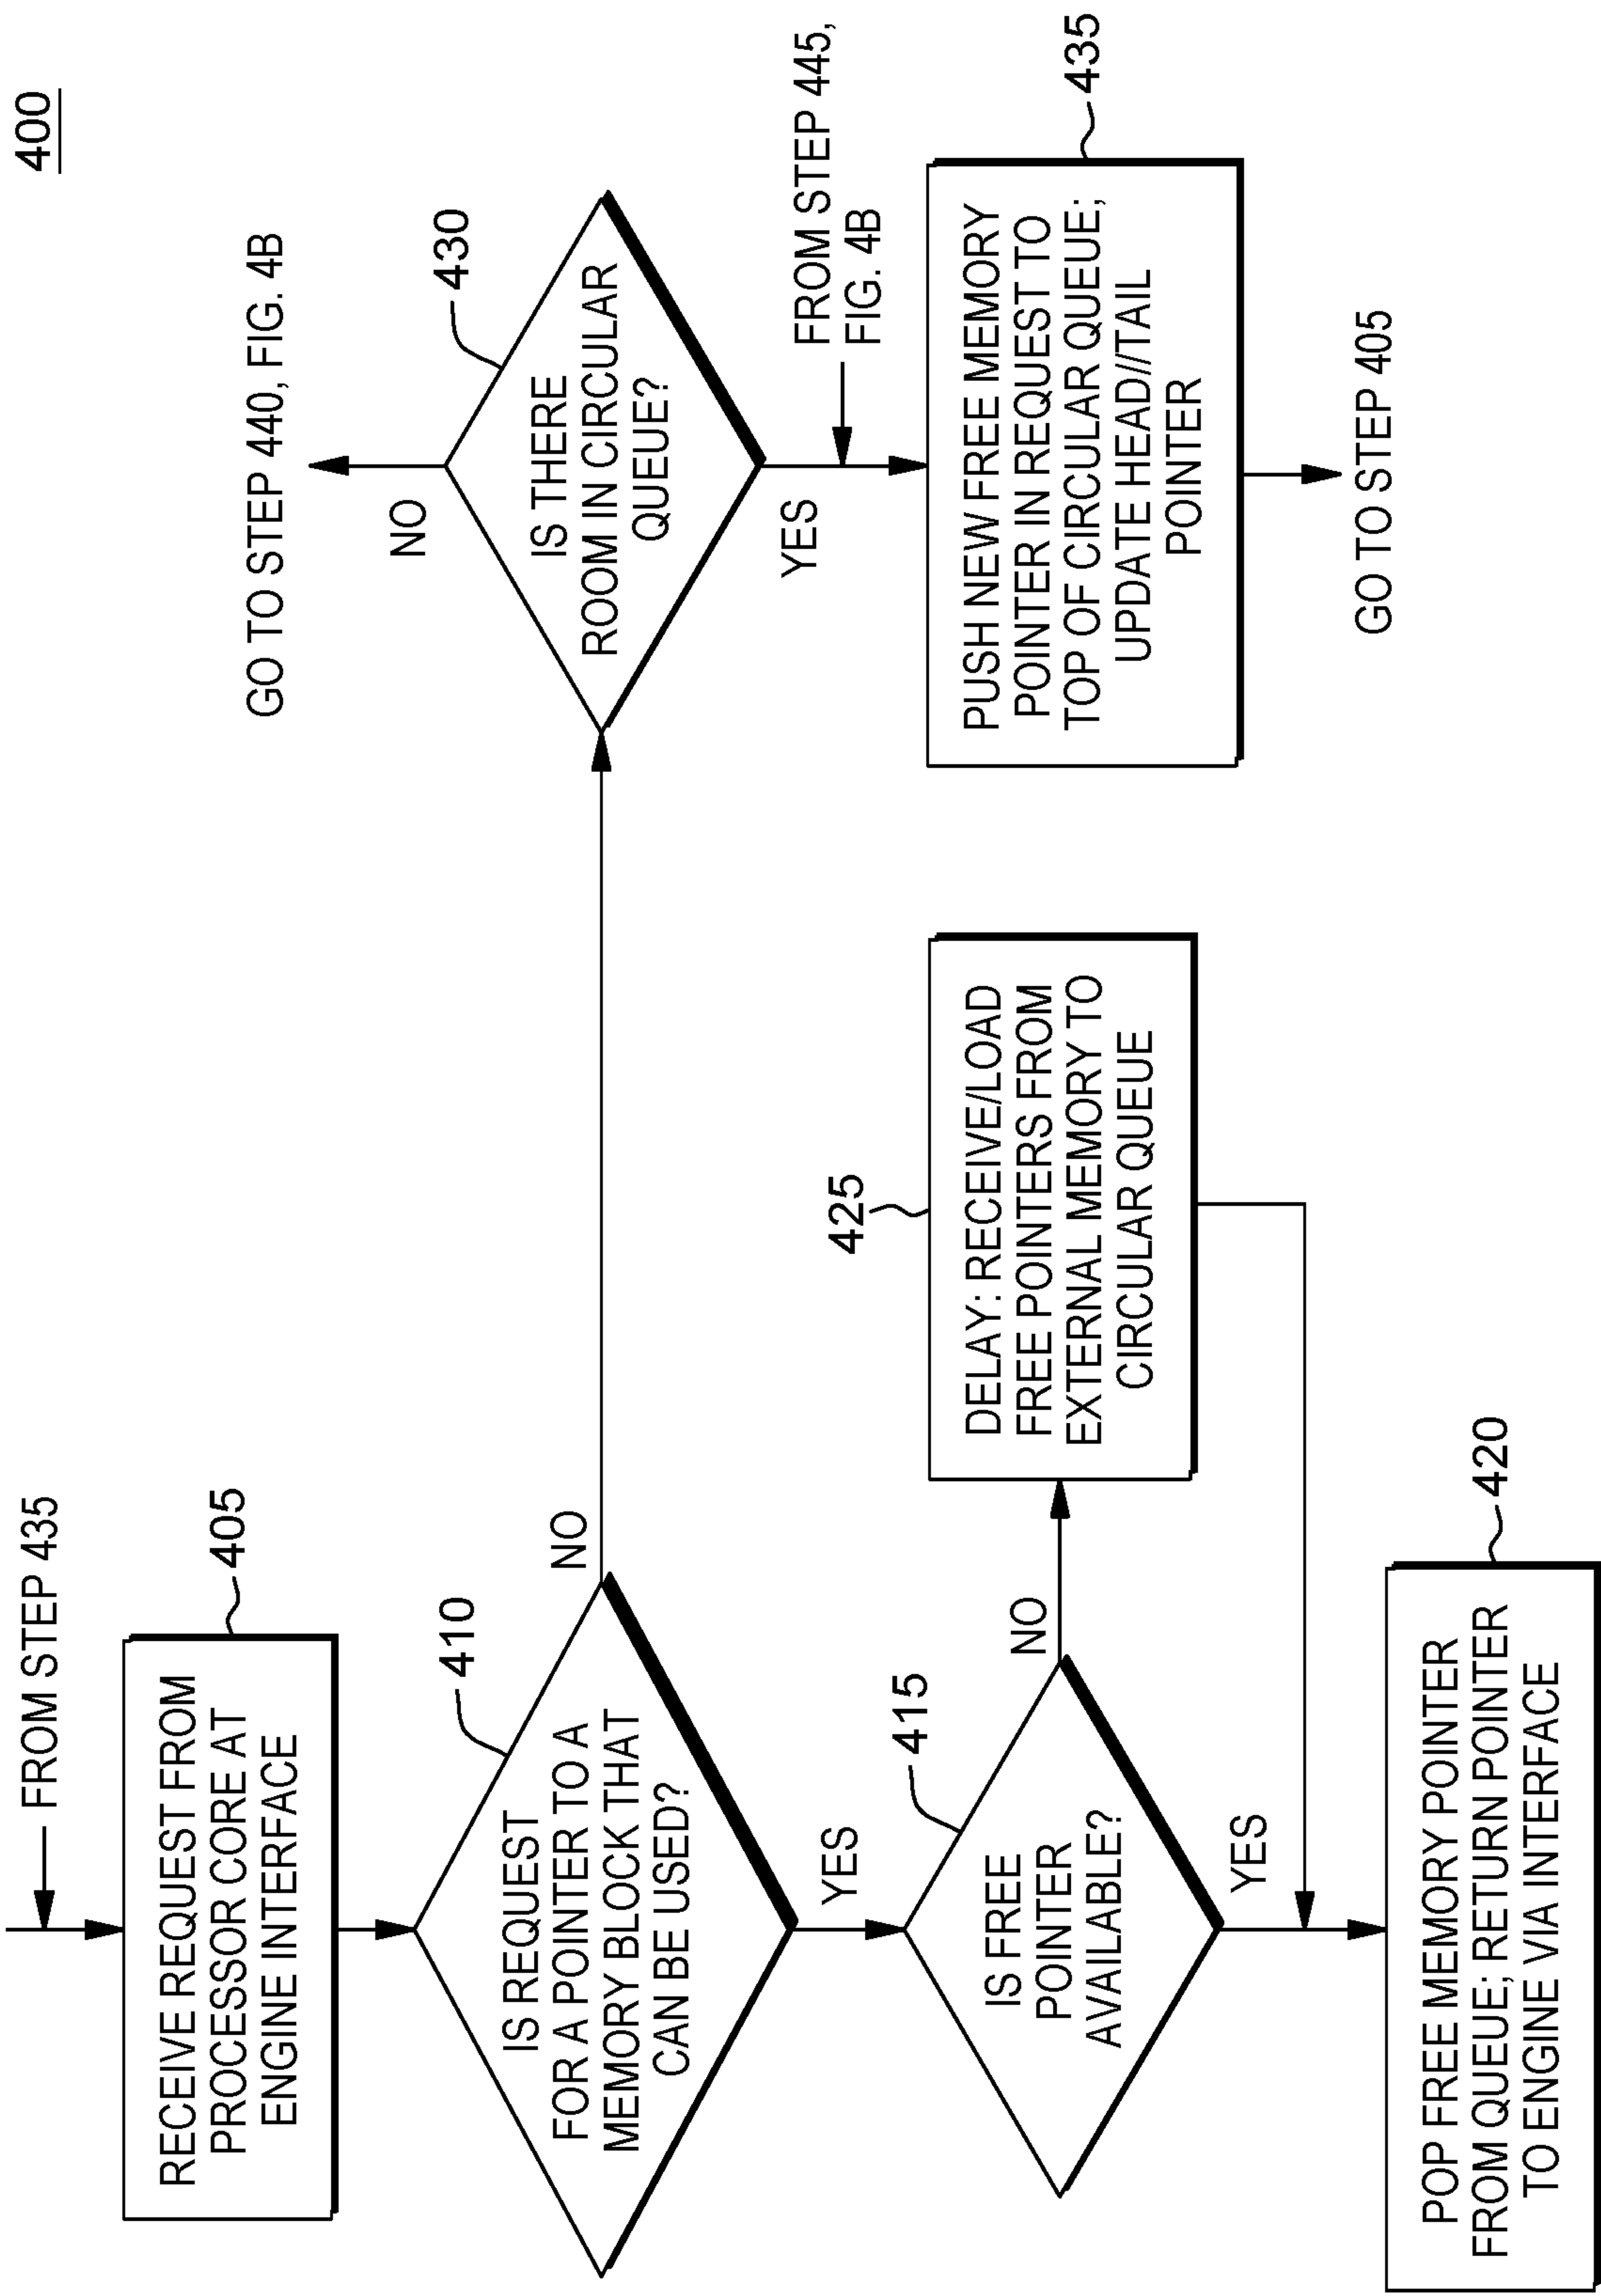 400
FROM STEP 435
RECEIVE REQUEST FROM
PROCESSOR CORE AT
ENGINE INTERFACE
405
IS REQUEST
FOR A POINTER TO A
MEMORY BLOCK THAT
CAN BE USED?
410
NO
YES
IS FREE
POINTER
AVAILABLE?
415
NO
YES
DELAY: RECEIVE/LOAD
FREE POINTERS FROM
EXTERNAL MEMORY TO
CIRCULAR QUEUE
425
POP FREE MEMORY POINTER
FROM QUEUE; RETURN POINTER
TO ENGINE VIA INTERFACE
420
GO TO STEP 440, FIG. 4B
NO
IS THERE
ROOM IN CIRCULAR
QUEUE?
430
YES
FROM STEP 445,
FIG. 4B
PUSH NEW FREE MEMORY
POINTER IN REQUEST TO
TOP OF CIRCULAR QUEUE;
UPDATE HEAD//TAIL
POINTER
435
GO TO STEP 405